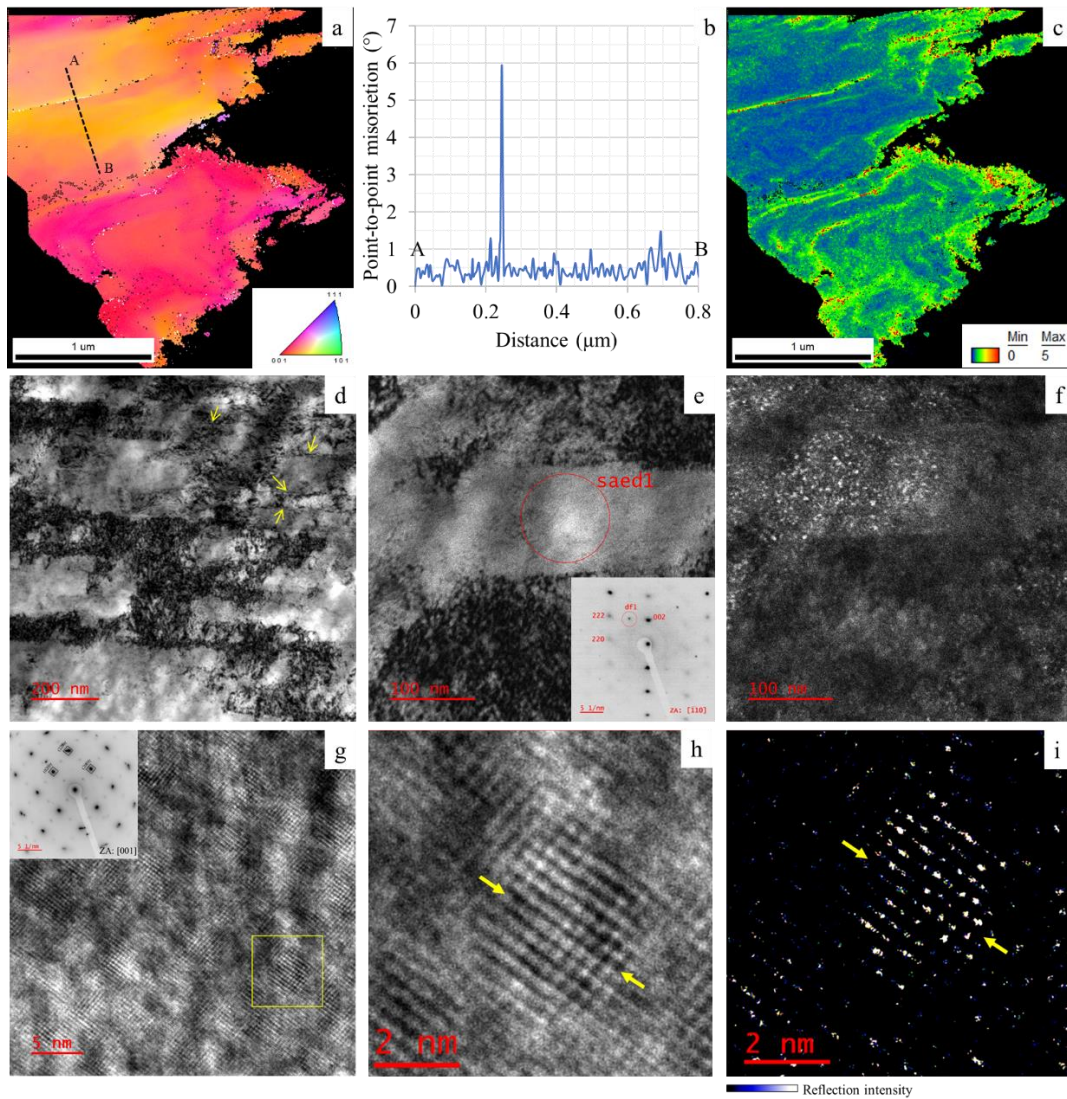 a
A
B
1 um
111
001
101
b
Point-to-point misorietion (°)
7
6
5
4
3
2
1
0
A
B
0
0.2
0.4
0.6
0.8
Distance (µm)
c
1 um
Min Max
0 5
d
200 nm
e
saed1
100 nm
df1
222
002
220
5 1/nm
ZA: [1̄10]
f
100 nm
g
5 1/nm
ZA: [001]
5 nm
h
2 nm
i
2 nm
Reflection intensity